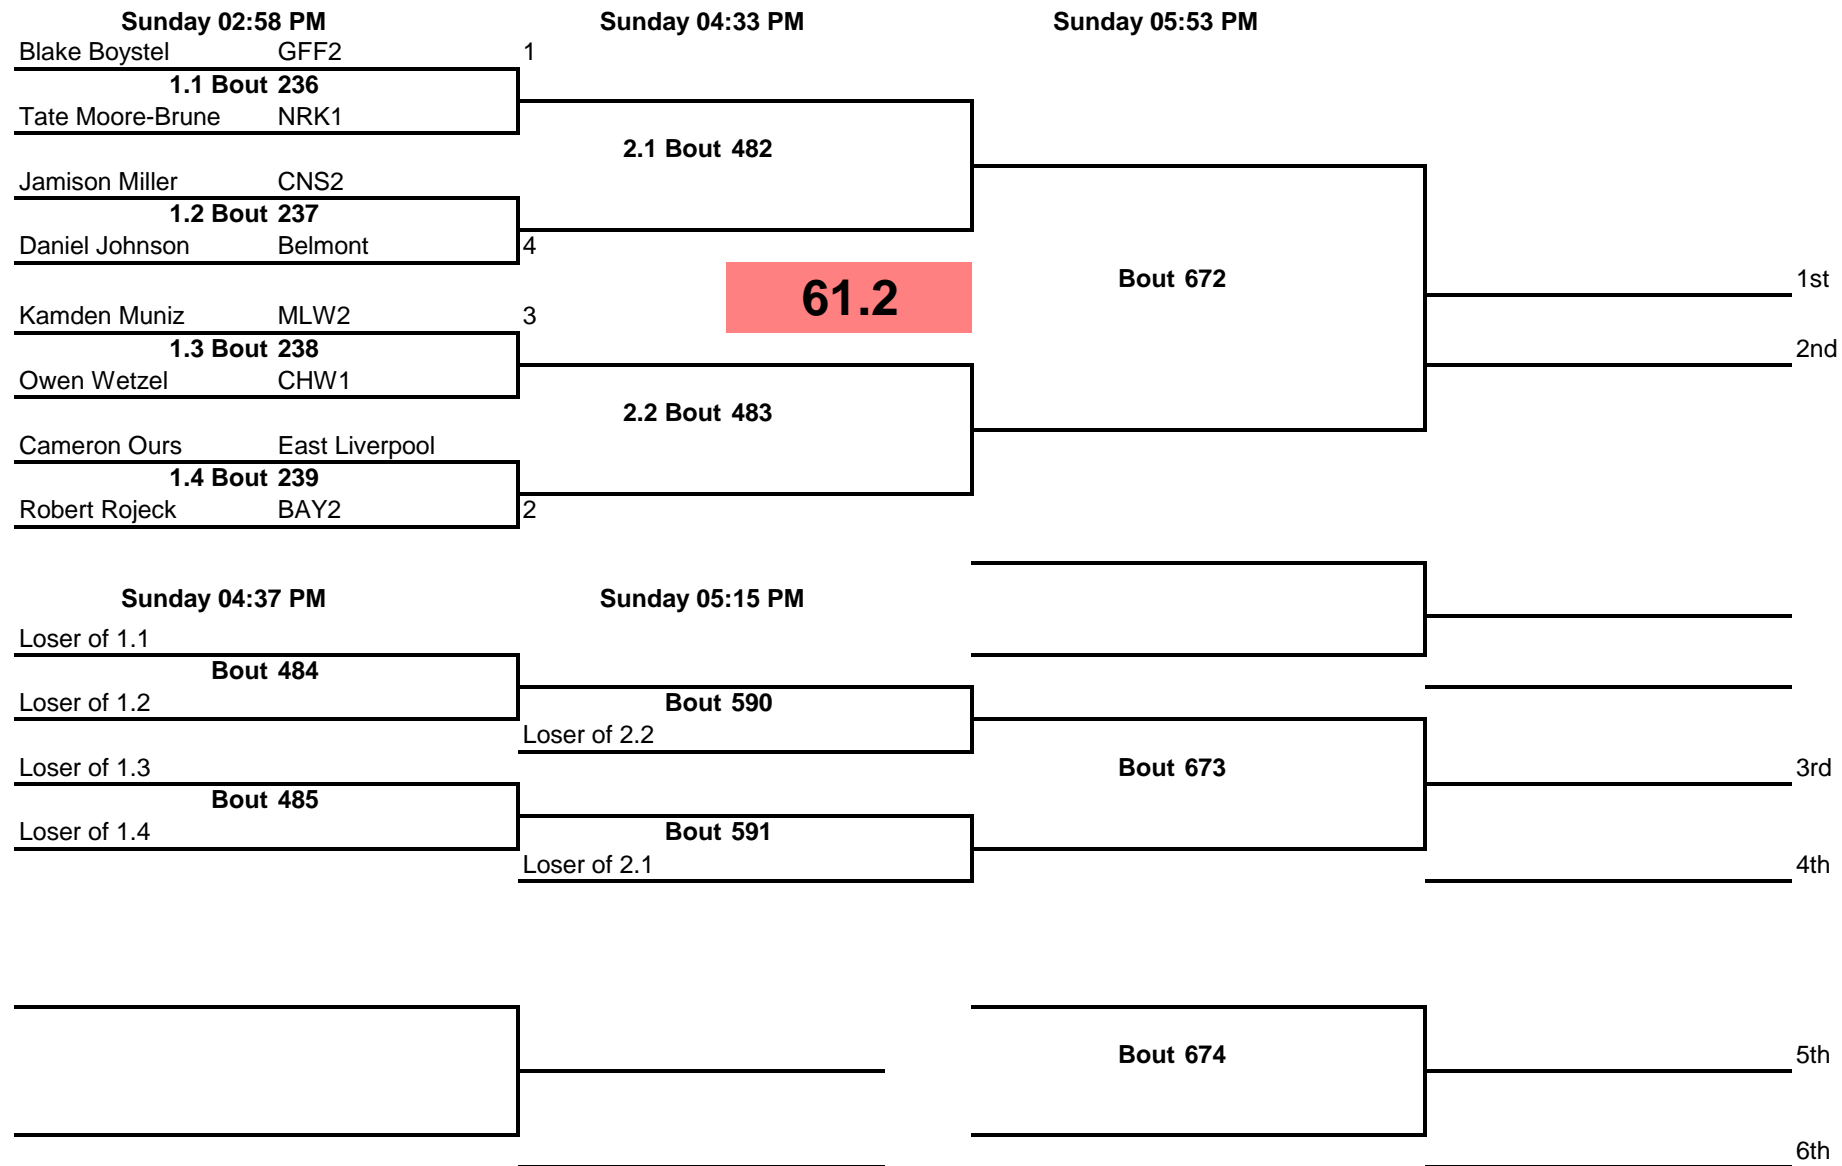 Sunday 02:58 PM Sunday 04:33 PM Sunday 05:53 PM
Blake Boystel GFF2 1
1.1 Bout 236
Tate Moore-Brune NRK1
2.1 Bout 482
Jamison Miller CNS2
1.2 Bout 237
Daniel Johnson Belmont 4
61.2 Bout 672 1st
Kamden Muniz MLW2 3
1.3 Bout 238 2nd
Owen Wetzel CHW1
2.2 Bout 483
Cameron Ours East Liverpool
1.4 Bout 239
Robert Rojeck BAY2 2
Sunday 04:37 PM Sunday 05:15 PM
Loser of 1.1
Bout 484
Loser of 1.2 Bout 590
Loser of 2.2
Loser of 1.3 Bout 673 3rd
Bout 485
Loser of 1.4 Bout 591
Loser of 2.1 4th
Bout 674 5th
6th